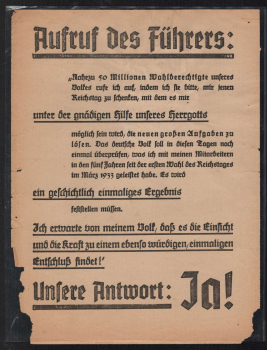 Aufruf des Führers:
„Nahezu 50 Millionen Wahlberechtigte unseres
Volkes rufe ich auf, indem ich sie bitte, mir jenen
Reichstag zu schenken, mit dem es mir
unter der gnädigen Hilfe unseres Herrgotts
möglich sein wird, die neuen großen Aufgaben zu
lösen. Das deutsche Volk soll in diesen Tagen noch
einmal überprüfen, was ich mit meinen Mitarbeitern
in den fünf Jahren seit der ersten Wahl des Reichstages
im März 1933 geleistet habe. Es wird
ein geschichtlich einmaliges Ergebnis
feststellen müssen.
Ich erwarte von meinem Volk, daß es die Einsicht
und die Kraft zu einem ebenso würdigen, einmaligen
Entschluß findet!“
Unsere Antwort: Ja!